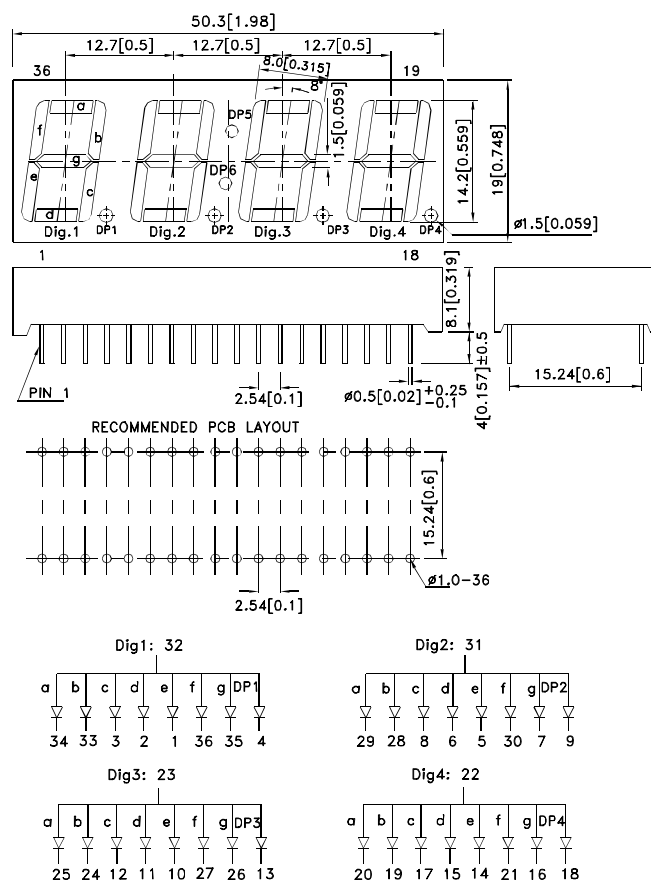 50.3[1.98]
12.7[0.5] 12.7[0.5] 12.7[0.5]
8.0[0.315]
36 8° 19
a
f b
g
e c
d
DP5
DP6
1.5[0.059]
14.2[0.559]
19[0.748]
Dig.1 DP1 Dig.2 DP2 Dig.3 DP3 Dig.4 DP4
ø1.5[0.059]
1 18
8.1[0.319]
4[0.157]±0.5
PIN 1
2.54[0.1]
ø0.5[0.02]+0.25 -0.1
15.24[0.6]
RECOMMENDED PCB LAYOUT
15.24[0.6]
2.54[0.1]
ø1.0-36
Dig1: 32
a b c d e f g DP1
34 33 3 2 1 36 35 4
Dig2: 31
a b c d e f g DP2
29 28 8 6 5 30 7 9
Dig3: 23
a b c d e f g DP3
25 24 12 11 10 27 26 13
Dig4: 22
a b c d e f g DP4
20 19 17 15 14 21 16 18